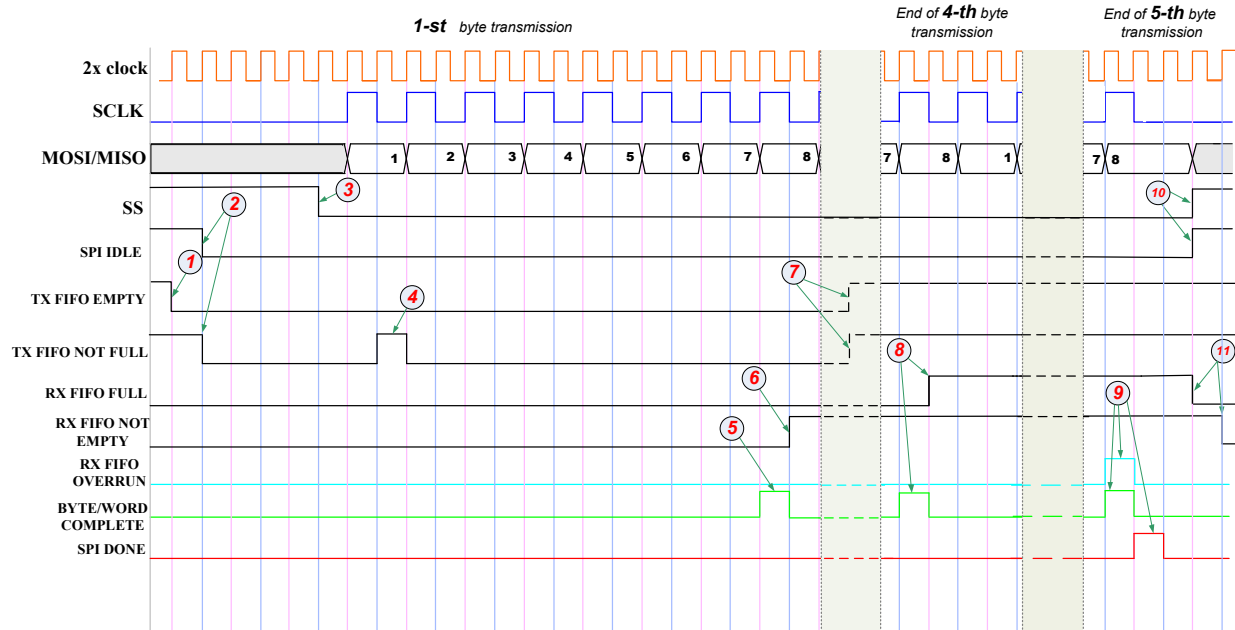 1-st byte transmission
End of 4-th byte
transmission
End of 5-th byte
transmission
2x clock
SCLK
MOSI/MISO
1 2 3 4 5 6 7 8 7 8 1 7 8
SS
3
10
2
SPI IDLE
1
TX FIFO EMPTY
4
7
TX FIFO NOT FULL
8
11
RX FIFO FULL
6
9
RX FIFO NOT
EMPTY
5
RX FIFO
OVERRUN
BYTE/WORD
COMPLETE
SPI DONE